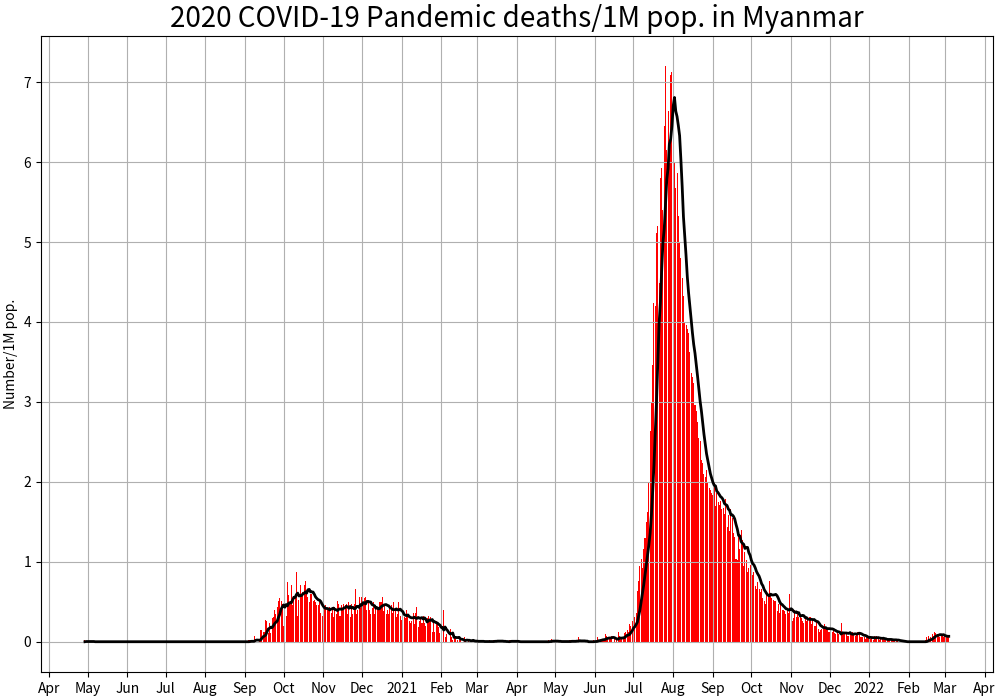 2020 COVID-19 Pandemic deaths/1M pop. in Myanmar
Number/1M pop.
7
6
5
4
3
2
1
0
Apr May Jun Jul Aug Sep Oct Nov Dec 2021 Feb Mar Apr May Jun Jul Aug Sep Oct Nov Dec 2022 Feb Mar Apr